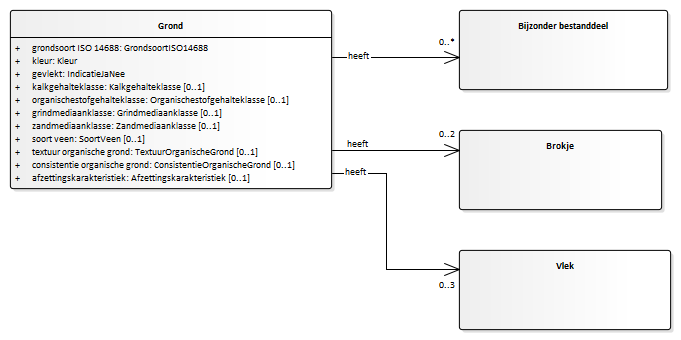 Grond
+ grondsoort ISO 14688: GrondsoortISO14688
+ kleur: Kleur
+ gevlekt: IndicatieJaNee
+ kalkgehalteklasse: Kalkgehalteklasse [0..1]
+ organischestofgehalteklasse: Organischestofgehalteklasse [0..1]
+ grindmediaanklasse: Grindmediaanklasse [0..1]
+ zandmediaanklasse: Zandmediaanklasse [0..1]
+ soort veen: SoortVeen [0..1]
+ textuur organische grond: TextuurOrganischeGrond [0..1]
+ consistentie organische grond: ConsistentieOrganischeGrond [0..1]
+ afzettingskarakteristiek: Afzettingskarakteristiek [0..1]
heeft
0..*
Bijzonder bestanddeel
heeft
0..2
Brokje
heeft
0..3
Vlek